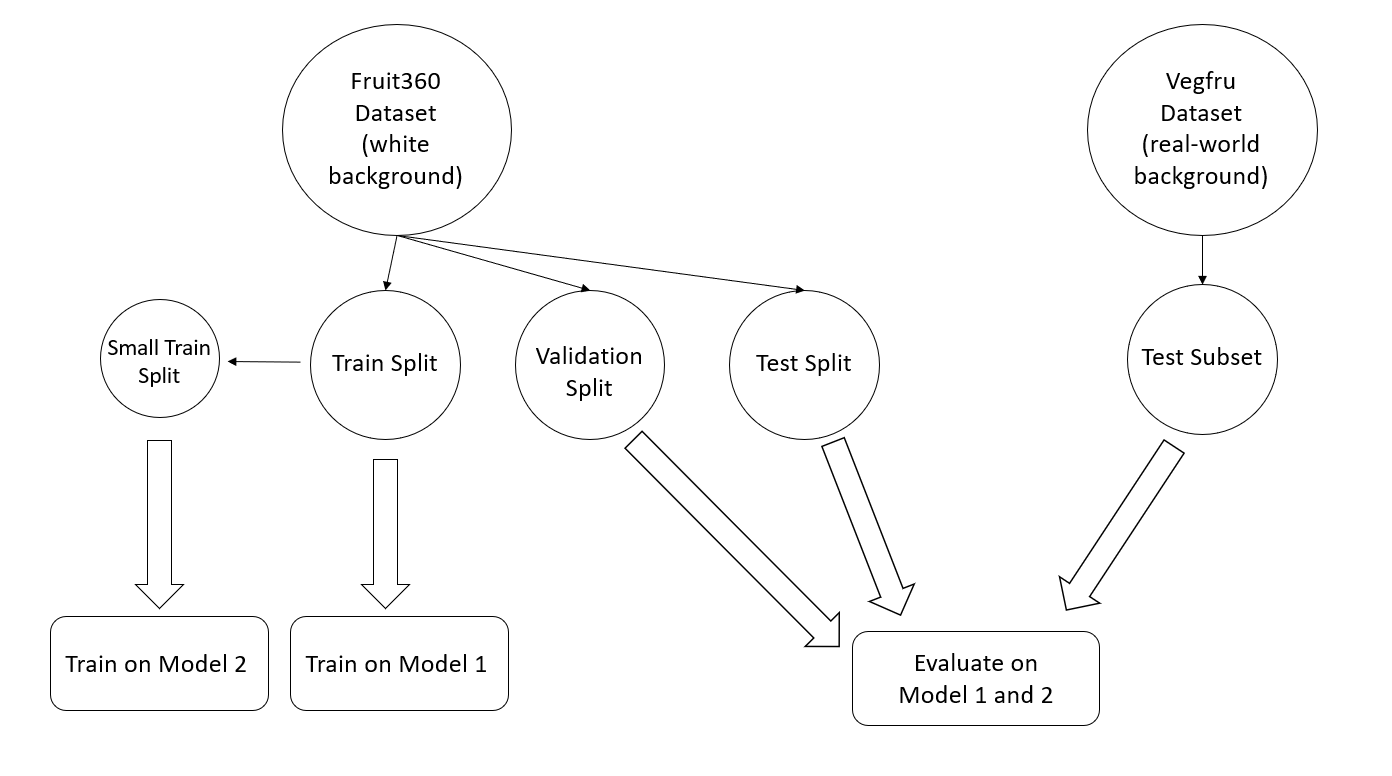 Fruit360
Dataset
(white
background)
Vegfru
Dataset
(real-world
background)
Small Train
Split
Train Split
Validation
Split
Test Split
Test Subset
Train on Model 2
Train on Model 1
Evaluate on
Model 1 and 2